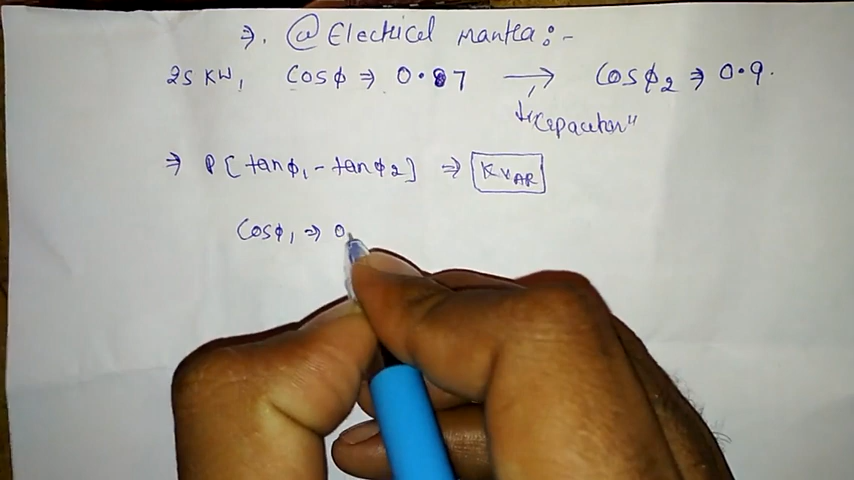 ⇒. @ Electrical mantra:-
25 KW, Cosϕ ⇒ 0.87 → Cosϕ2 ⇒ 0.9.
"Capacitor"
⇒ P[tanϕ1 - tanϕ2] ⇒ KVAR
Cosϕ1 ⇒ 0.